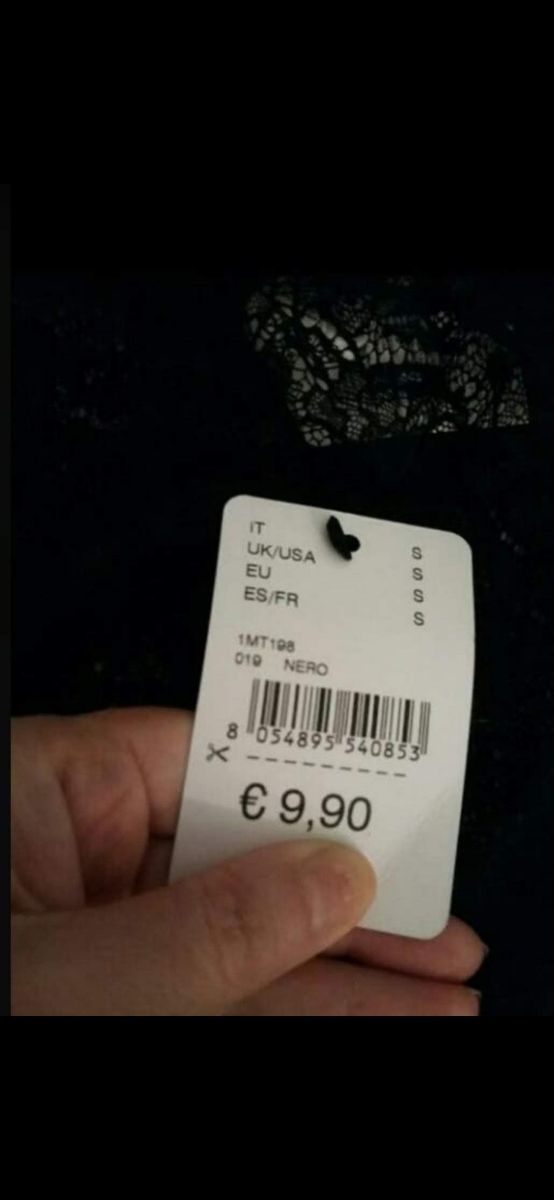 IT S
UK/USA S
EU S
ES/FR S
1MT198
019 NERO
8 054895 540853
€ 9,90